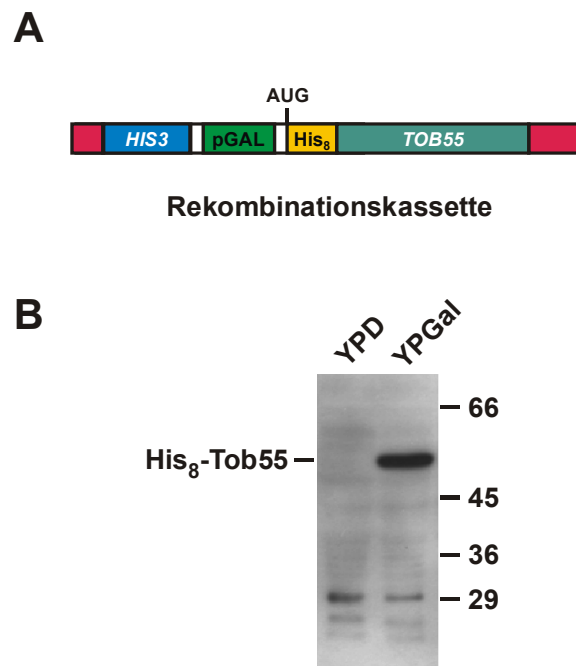 A
AUG
HIS3 pGAL His₈ TOB55
Rekombinationskassette
B
YPD YPGal
66
His₈-Tob55
45
36
29